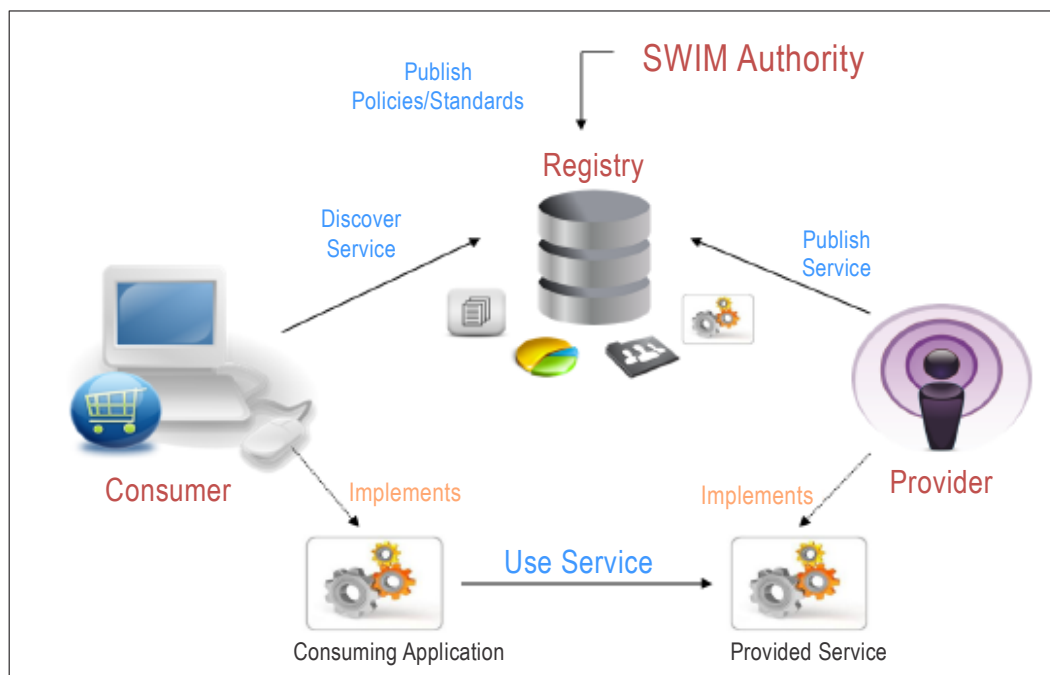 SWIM Authority
Publish
Policies/Standards
Registry
Discover
Service
Publish
Service
Consumer
Implements
Implements
Provider
Use Service
Consuming Application
Provided Service